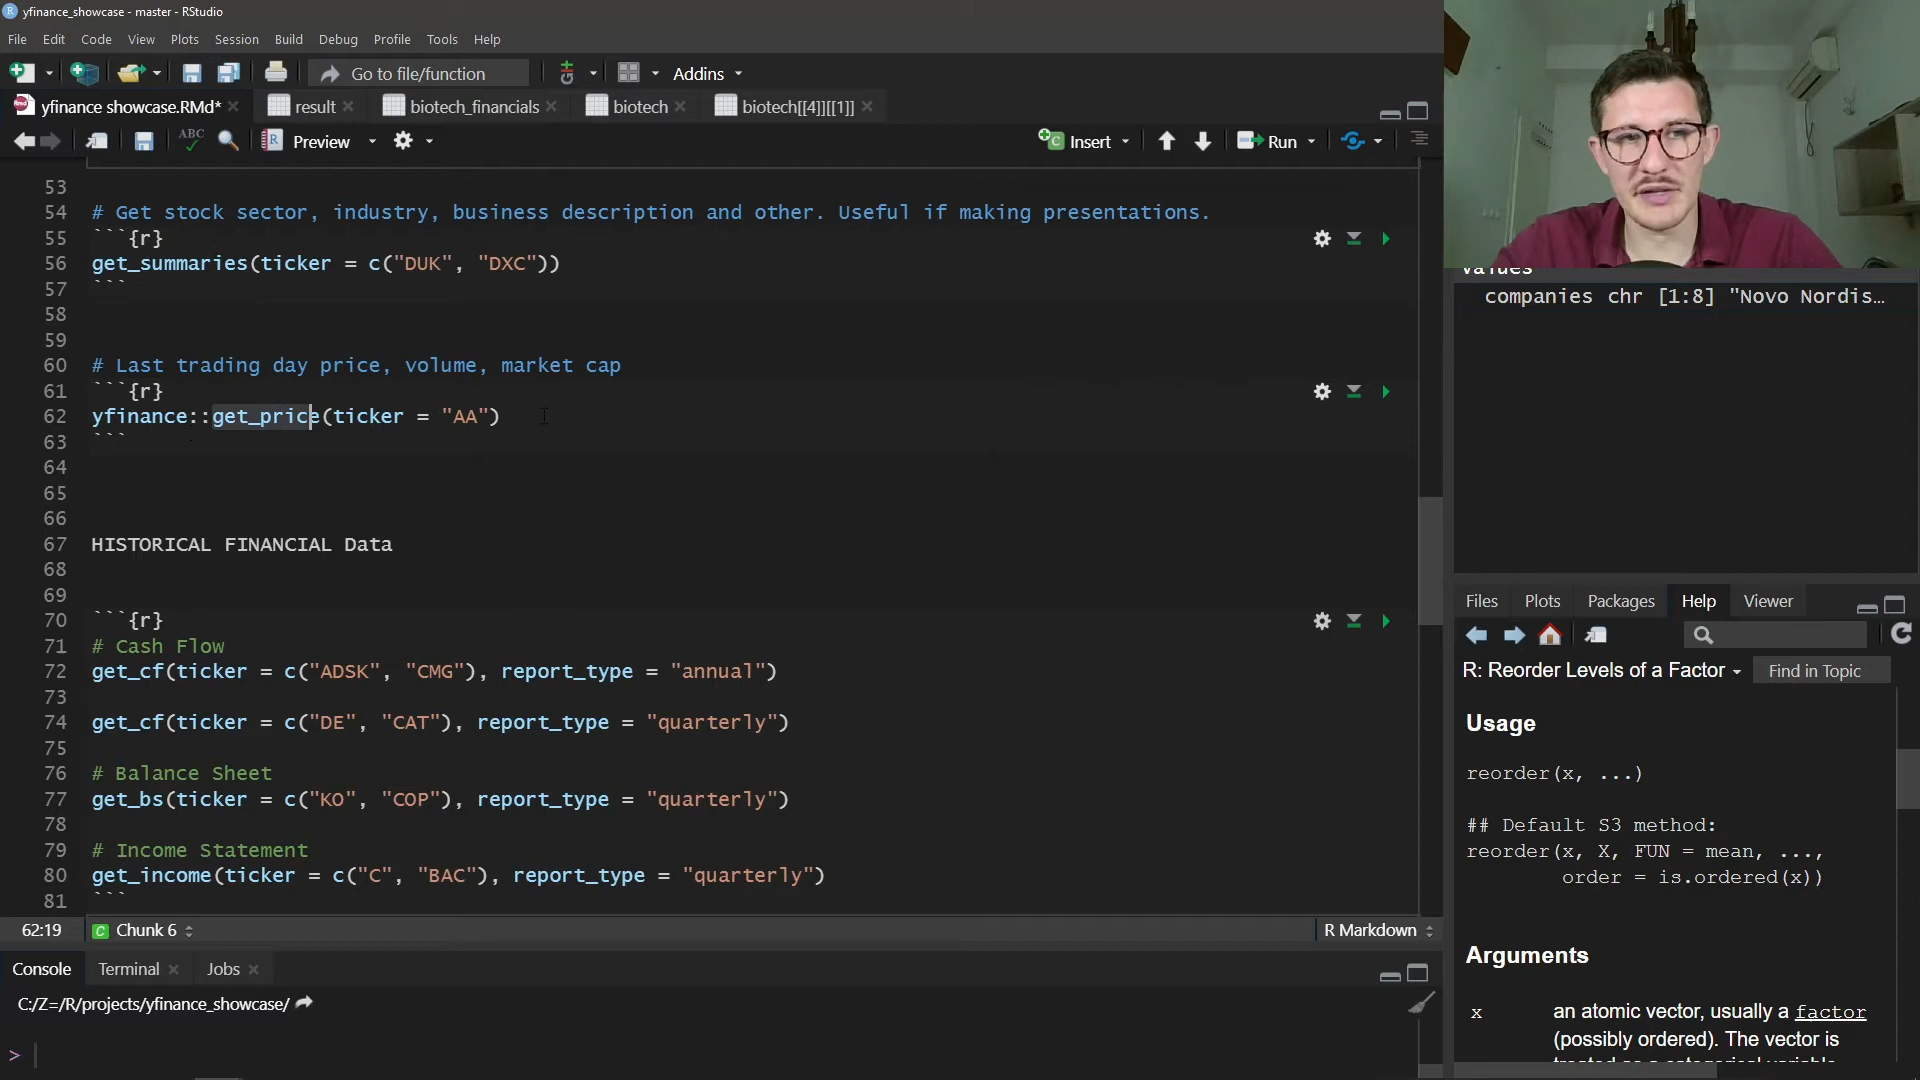 yfinance_showcase - master - RStudio
File Edit Code View Plots Session Build Debug Profile Tools Help
Go to file/function Addins
yfinance showcase.RMd* result biotech_financials biotech biotech[[4]][[1]]
ABC Preview Insert Run
53
54 # Get stock sector, industry, business description and other. Useful if making presentations.
55 ```{r}
56 get_summaries(ticker = c("DUK", "DXC"))
57 ```
58
59
60 # Last trading day price, volume, market cap
61 ```{r}
62 yfinance::get_price(ticker = "AA")
63 ```
64
65
66
67 HISTORICAL FINANCIAL Data
68
69
70 ```{r}
71 # Cash Flow
72 get_cf(ticker = c("ADSK", "CMG"), report_type = "annual")
73
74 get_cf(ticker = c("DE", "CAT"), report_type = "quarterly")
75
76 # Balance Sheet
77 get_bs(ticker = c("KO", "COP"), report_type = "quarterly")
78
79 # Income Statement
80 get_income(ticker = c("C", "BAC"), report_type = "quarterly")
81 ```
62:19 Chunk 6 R Markdown
Console Terminal Jobs
C:/Z=/R/projects/yfinance_showcase/
>
Values
companies chr [1:8] "Novo Nordis…
Files Plots Packages Help Viewer
R: Reorder Levels of a Factor Find in Topic
Usage
reorder(x, ...)
## Default S3 method:
reorder(x, X, FUN = mean, ...,
order = is.ordered(x))
Arguments
x an atomic vector, usually a factor
(possibly ordered). The vector is